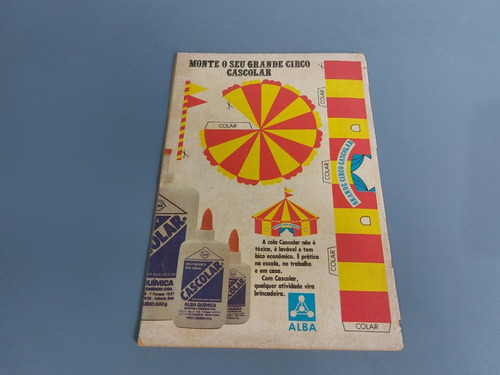 MONTE O SEU GRANDE CIRCO
CASCOLAR
COLAR
COLAR
GRANDE CIRCO CASCOLAR
COLAR
COLAR
A cola Cascolar não é
tóxica, é lavável e tem
bico econômico. É prática
na escola, no trabalho
e em casa.
Com Cascolar,
qualquer atividade vira
brincadeira.
ALBA
CASCOLAR
ALBA QUÍMICA
CASCOLAR